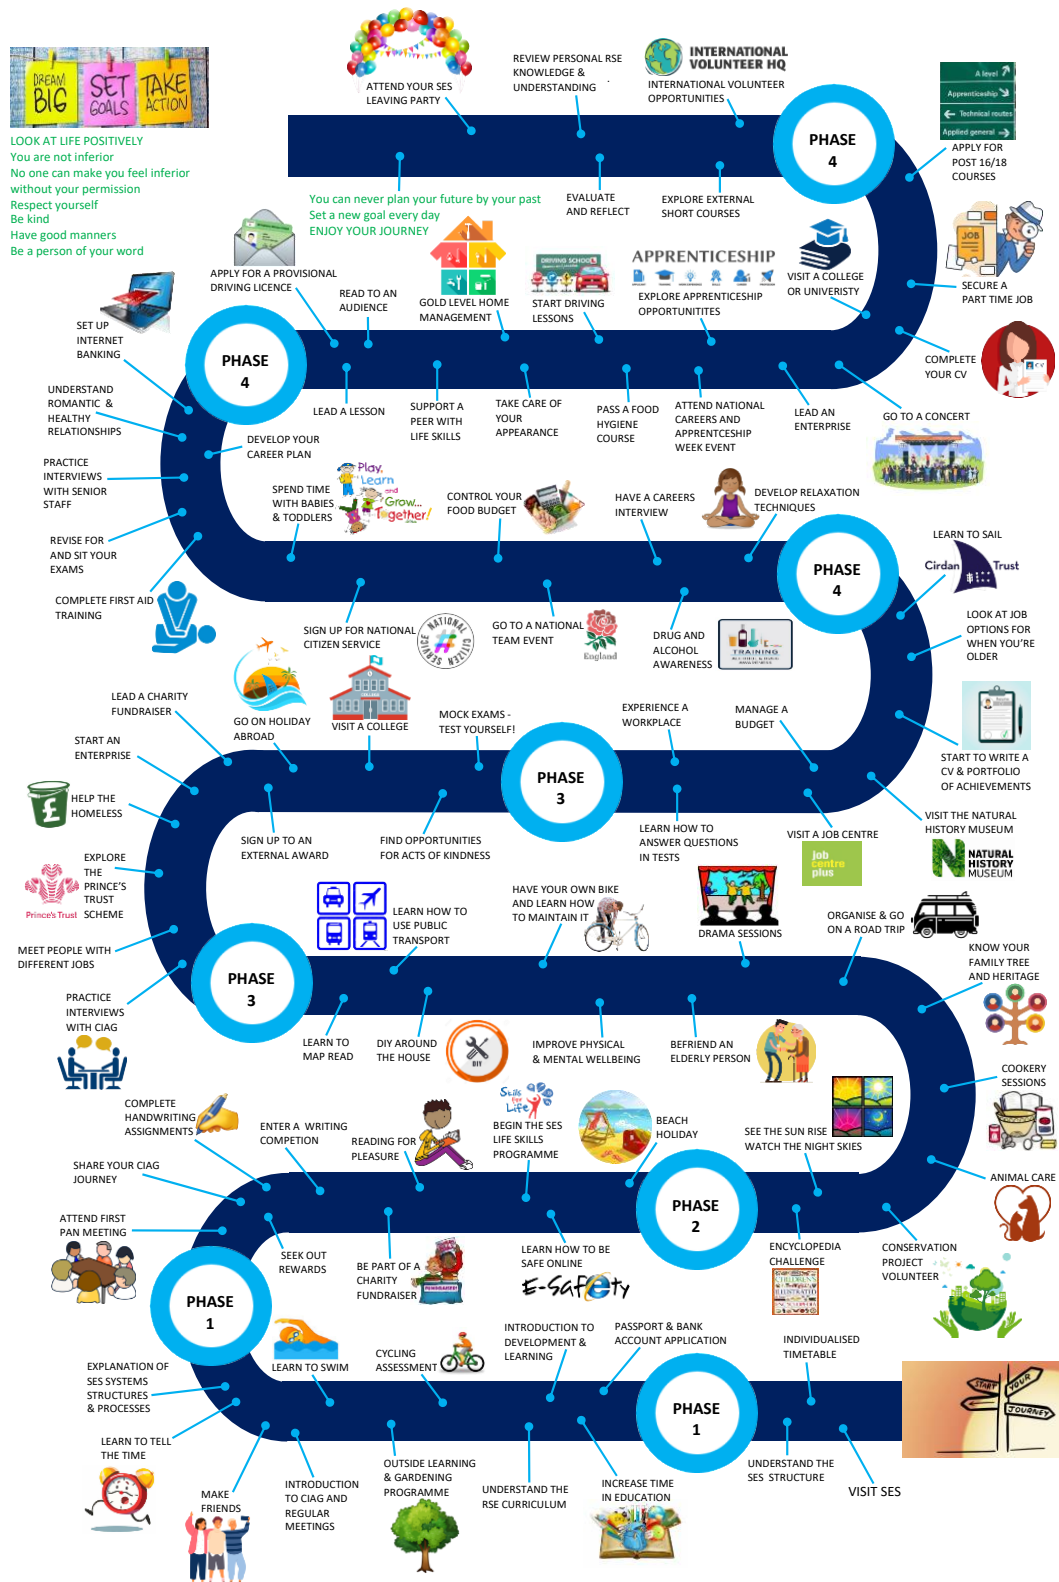 DREAM
BIG
SET
GOALS
TAKE
ACTION
LOOK AT LIFE POSITIVELY
You are not inferior
No one can make you feel inferior
without your permission
Respect yourself
Be kind
Have good manners
Be a person of your word
ATTEND YOUR SES
LEAVING PARTY
REVIEW PERSONAL RSE
KNOWLEDGE &
UNDERSTANDING
INTERNATIONAL
VOLUNTEER HQ
INTERNATIONAL VOLUNTEER
OPPORTUNITIES
PHASE
4
A level
Apprenticeship
Technical routes
Applied general
APPLY FOR
POST 16/18
COURSES
You can never plan your future by your past
Set a new goal every day
ENJOY YOUR JOURNEY
EVALUATE
AND REFLECT
EXPLORE EXTERNAL
SHORT COURSES
JOB
SECURE A
PART TIME JOB
VISIT A COLLEGE
OR UNIVERISTY
COMPLETE
YOUR CV
CV
APPLY FOR A PROVISIONAL
DRIVING LICENCE
READ TO AN
AUDIENCE
GOLD LEVEL HOME
MANAGEMENT
DRIVING SCHOOL
START DRIVING
LESSONS
APPRENTICESHIP
EXPLORE APPRENTICESHIP
OPPORTUNITITES
SET UP
INTERNET
BANKING
PHASE
4
LEAD A LESSON
SUPPORT A
PEER WITH
LIFE SKILLS
TAKE CARE OF
YOUR
APPEARANCE
PASS A FOOD
HYGIENE
COURSE
ATTEND NATIONAL
CAREERS AND
APPRENTCESHIP
WEEK EVENT
LEAD AN
ENTERPRISE
GO TO A CONCERT
UNDERSTAND
ROMANTIC &
HEALTHY
RELATIONSHIPS
DEVELOP YOUR
CAREER PLAN
PRACTICE
INTERVIEWS
WITH SENIOR
STAFF
REVISE FOR
AND SIT YOUR
EXAMS
COMPLETE FIRST AID
TRAINING
SPEND TIME
WITH BABIES
& TODDLERS
Play,
Learn
and
Grow...
Together!
CONTROL YOUR
FOOD BUDGET
HAVE A CAREERS
INTERVIEW
DEVELOP RELAXATION
TECHNIQUES
PHASE
4
LEARN TO SAIL
Cirdan Trust
LOOK AT JOB
OPTIONS FOR
WHEN YOU'RE
OLDER
SIGN UP FOR NATIONAL
CITIZEN SERVICE
NATIONAL CITIZEN SERVICE
GO TO A NATIONAL
TEAM EVENT
England
DRUG AND
ALCOHOL
AWARENESS
TRAINING
START TO WRITE A
CV & PORTFOLIO
OF ACHIEVEMENTS
LEAD A CHARITY
FUNDRAISER
GO ON HOLIDAY
ABROAD
VISIT A COLLEGE
MOCK EXAMS -
TEST YOURSELF!
PHASE
3
EXPERIENCE A
WORKPLACE
MANAGE A
BUDGET
START AN
ENTERPRISE
£
HELP THE
HOMELESS
SIGN UP TO AN
EXTERNAL AWARD
FIND OPPORTUNITIES
FOR ACTS OF KINDNESS
LEARN HOW TO
ANSWER QUESTIONS
IN TESTS
VISIT A JOB CENTRE
job
centre
plus
VISIT THE NATURAL
HISTORY MUSEUM
NATURAL
HISTORY
MUSEUM
EXPLORE
THE
PRINCE'S
TRUST
SCHEME
Prince's Trust
MEET PEOPLE WITH
DIFFERENT JOBS
PRACTICE
INTERVIEWS
WITH CIAG
PHASE
3
LEARN HOW TO
USE PUBLIC
TRANSPORT
HAVE YOUR OWN BIKE
AND LEARN HOW
TO MAINTAIN IT
DRAMA SESSIONS
ORGANISE & GO
ON A ROAD TRIP
KNOW YOUR
FAMILY TREE
AND HERITAGE
LEARN TO
MAP READ
DIY AROUND
THE HOUSE
DIY
IMPROVE PHYSICAL
& MENTAL WELLBEING
BEFRIEND AN
ELDERLY PERSON
COOKERY
SESSIONS
COMPLETE
HANDWRITING
ASSIGNMENTS
ENTER A WRITING
COMPETION
READING FOR
PLEASURE
Skills
for
Life
BEGIN THE SES
LIFE SKILLS
PROGRAMME
BEACH
HOLIDAY
SEE THE SUN RISE
WATCH THE NIGHT SKIES
ANIMAL CARE
PHASE
2
SHARE YOUR CIAG
JOURNEY
ATTEND FIRST
PAN MEETING
SEEK OUT
REWARDS
BE PART OF A
CHARITY
FUNDRAISER
FUNDRAISER!
LEARN HOW TO BE
SAFE ONLINE
E-Safety
ENCYCLOPEDIA
CHALLENGE
CHILDREN'S
ILLUSTRATED
ENCYCLOPEDIA
CONSERVATION
PROJECT
VOLUNTEER
PHASE
1
LEARN TO SWIM
CYCLING
ASSESSMENT
INTRODUCTION TO
DEVELOPMENT &
LEARNING
PASSPORT & BANK
ACCOUNT APPLICATION
INDIVIDUALISED
TIMETABLE
START YOUR
JOURNEY
EXPLANATION OF
SES SYSTEMS
STRUCTURES
& PROCESSES
PHASE
1
LEARN TO TELL
THE TIME
MAKE
FRIENDS
INTRODUCTION
TO CIAG AND
REGULAR
MEETINGS
OUTSIDE LEARNING
& GARDENING
PROGRAMME
UNDERSTAND THE
RSE CURRICULUM
INCREASE TIME
IN EDUCATION
UNDERSTAND THE
SES STRUCTURE
VISIT SES